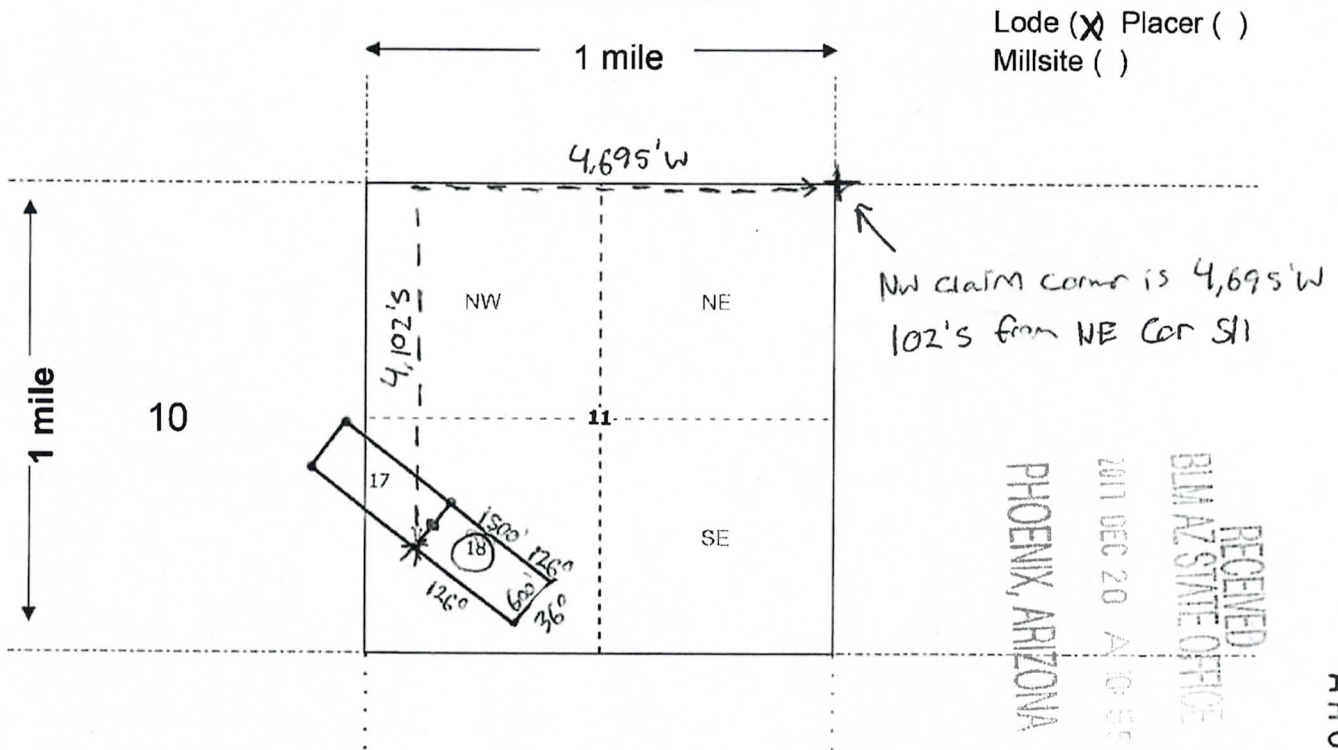 Lode (X) Placer ( )
Millsite ( )
1 mile
4,695'W
NW claim corner is 4,695'W
102's from NE Cor S11
4,102's
NW
NE
1 mile
10
11
17
18
1500'
126°
126°
600'
36°
SE
RECEIVED
BLM AZ STATE OFFICE
DEC 20 A 10:55
PHOENIX, ARIZONA